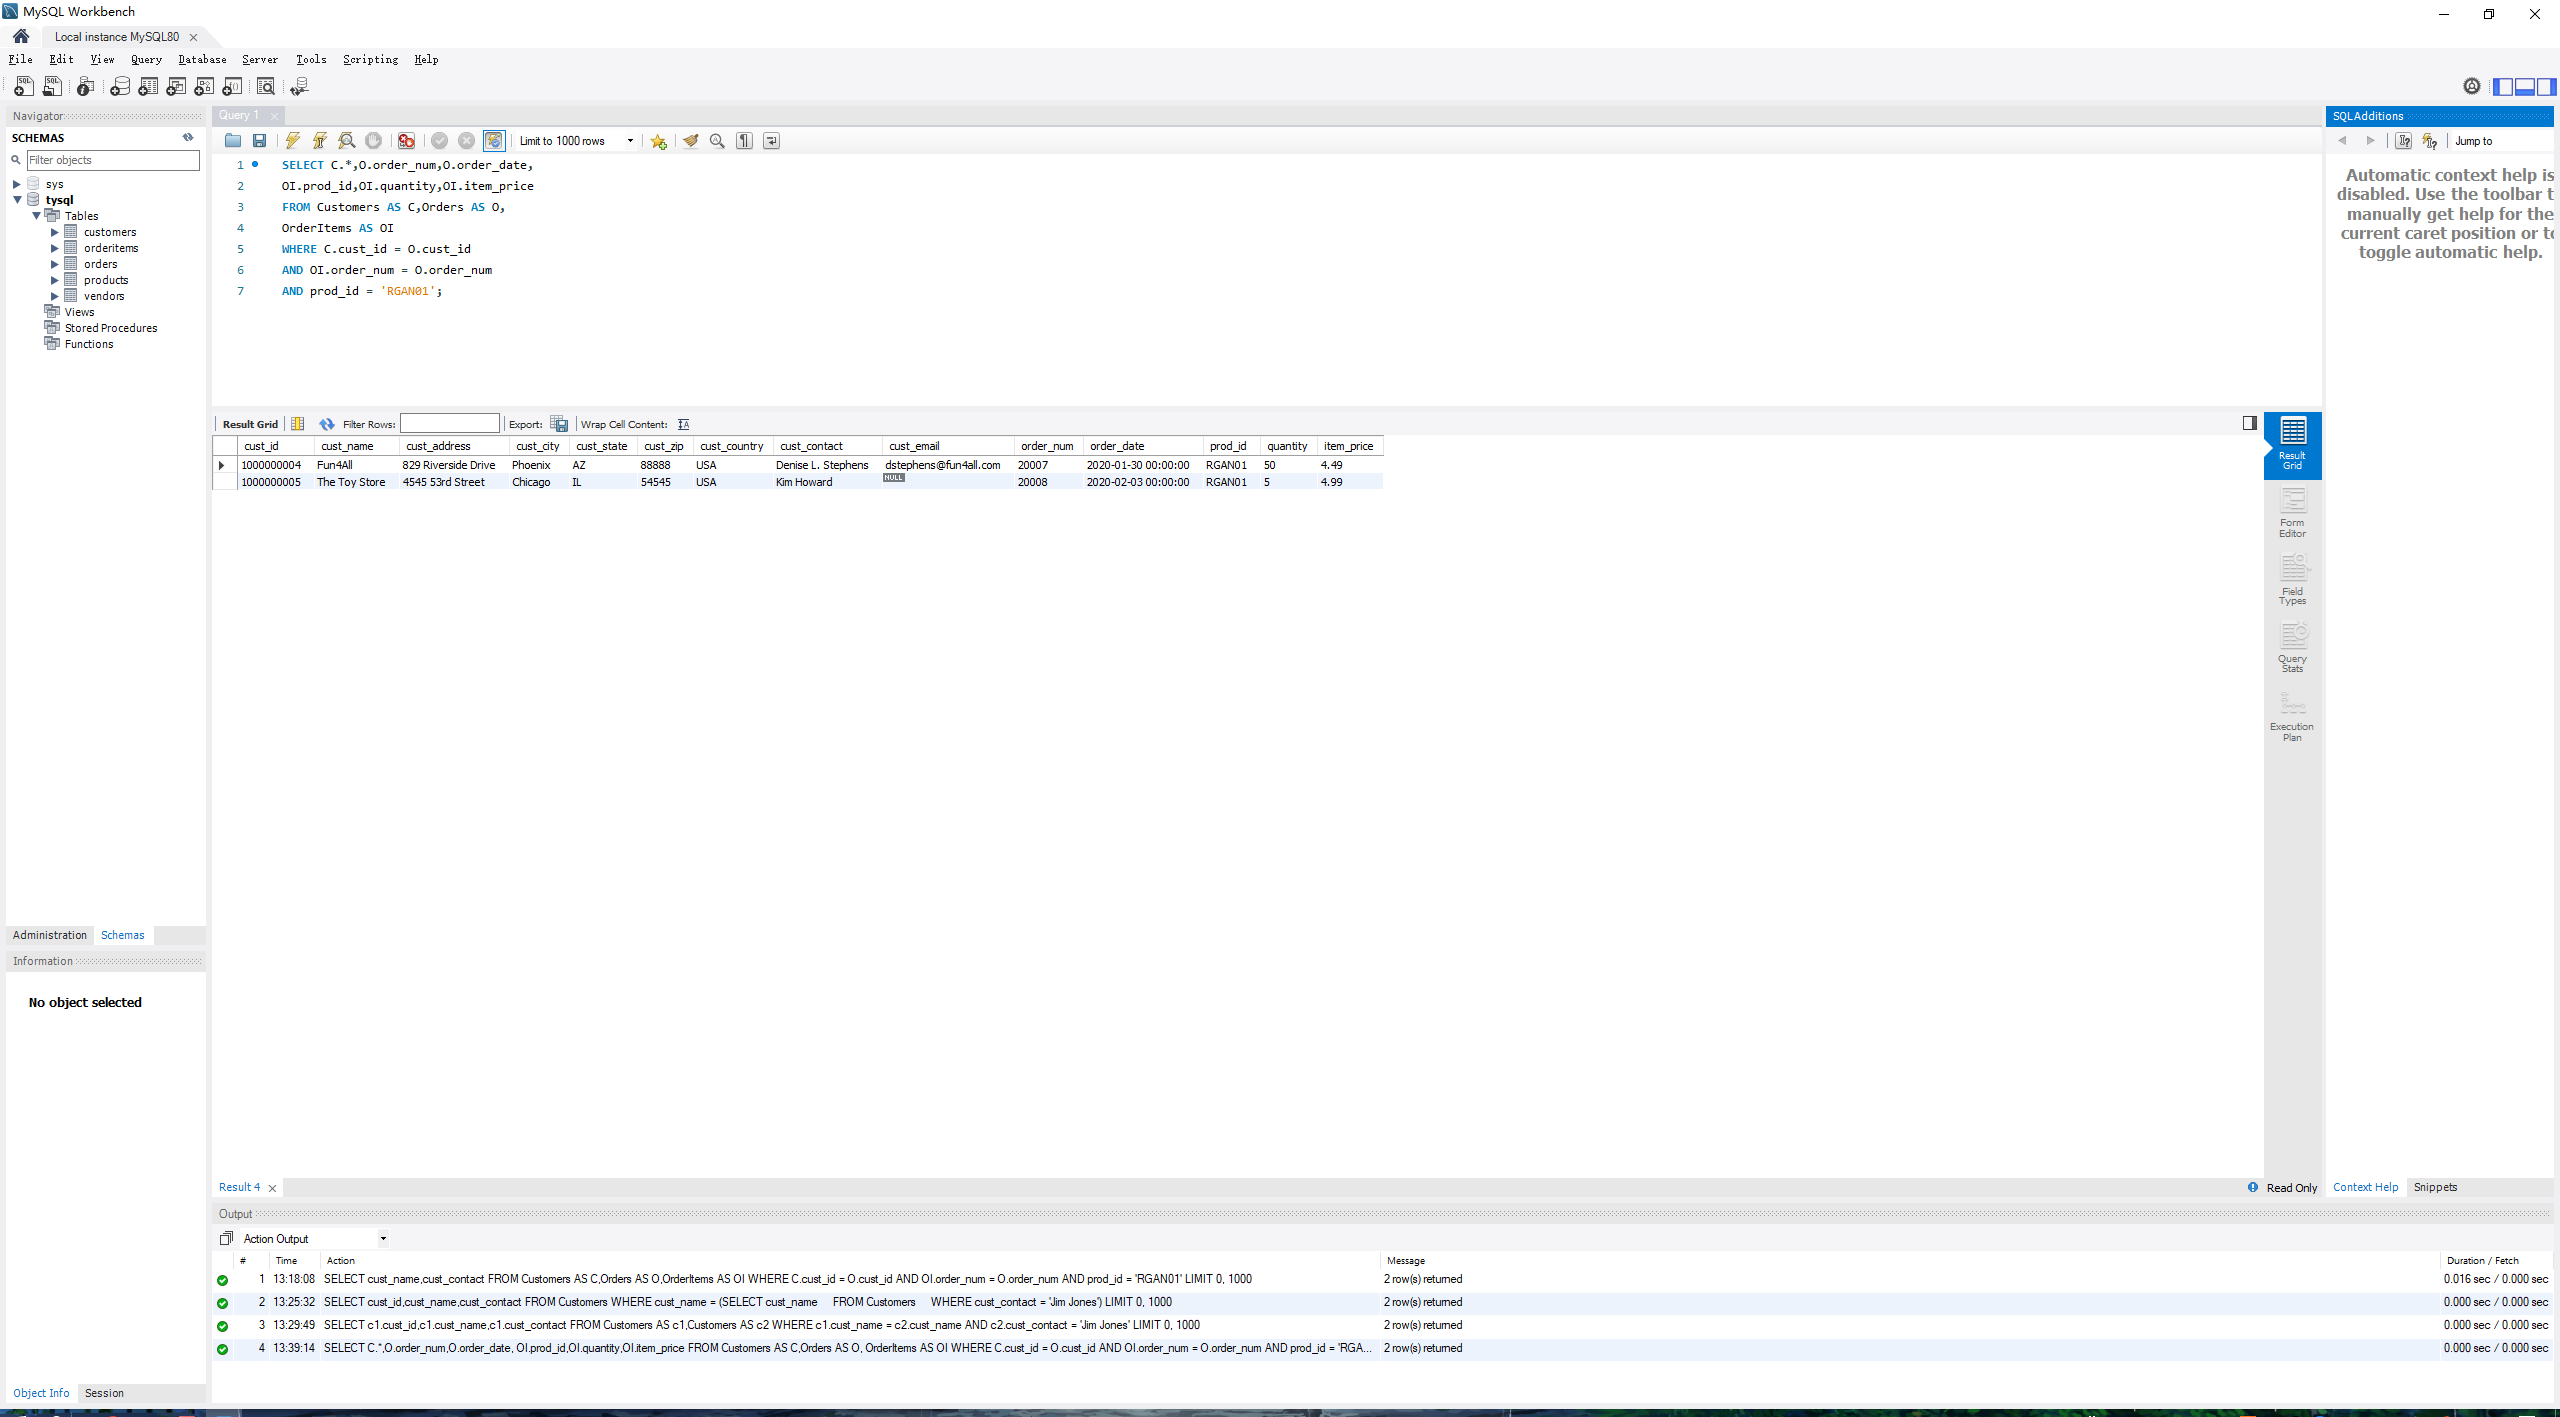 MySQL Workbench
Local instance MySQL80
File Edit View Query Database Server Tools Scripting Help
Navigator
SCHEMAS
Filter objects
sys
tysql
Tables
customers
orderitems
orders
products
vendors
Views
Stored Procedures
Functions
Administration Schemas
Information
No object selected
Object Info Session
Query 1
Limit to 1000 rows
1 SELECT C.*,O.order_num,O.order_date,
2 OI.prod_id,OI.quantity,OI.item_price
3 FROM Customers AS C,Orders AS O,
4 OrderItems AS OI
5 WHERE C.cust_id = O.cust_id
6 AND OI.order_num = O.order_num
7 AND prod_id = 'RGAN01';
Result Grid Filter Rows: Export: Wrap Cell Content:
cust_id cust_name cust_address cust_city cust_state cust_zip cust_country cust_contact cust_email order_num order_date prod_id quantity item_price
1000000004 Fun4All 829 Riverside Drive Phoenix AZ 88888 USA Denise L. Stephens dstephens@fun4all.com 20007 2020-01-30 00:00:00 RGAN01 50 4.49
1000000005 The Toy Store 4545 53rd Street Chicago IL 54545 USA Kim Howard NULL 20008 2020-02-03 00:00:00 RGAN01 5 4.99
Result
Grid
Form
Editor
Field
Types
Query
Stats
Execution
Plan
Result 4
Read Only
SQLAdditions
Jump to
Automatic context help is
disabled. Use the toolbar t
manually get help for the
current caret position or to
toggle automatic help.
Context Help Snippets
Output
Action Output
# Time Action Message Duration / Fetch
1 13:18:08 SELECT cust_name,cust_contact FROM Customers AS C,Orders AS O,OrderItems AS OI WHERE C.cust_id = O.cust_id AND OI.order_num = O.order_num AND prod_id = 'RGAN01' LIMIT 0, 1000 2 row(s) returned 0.016 sec / 0.000 sec
2 13:25:32 SELECT cust_id,cust_name,cust_contact FROM Customers WHERE cust_name = (SELECT cust_name FROM Customers WHERE cust_contact = 'Jim Jones') LIMIT 0, 1000 2 row(s) returned 0.000 sec / 0.000 sec
3 13:29:49 SELECT c1.cust_id,c1.cust_name,c1.cust_contact FROM Customers AS c1,Customers AS c2 WHERE c1.cust_name = c2.cust_name AND c2.cust_contact = 'Jim Jones' LIMIT 0, 1000 2 row(s) returned 0.000 sec / 0.000 sec
4 13:39:14 SELECT C.*,O.order_num,O.order_date, OI.prod_id,OI.quantity,OI.item_price FROM Customers AS C,Orders AS O, OrderItems AS OI WHERE C.cust_id = O.cust_id AND OI.order_num = O.order_num AND prod_id = 'RGA... 2 row(s) returned 0.000 sec / 0.000 sec